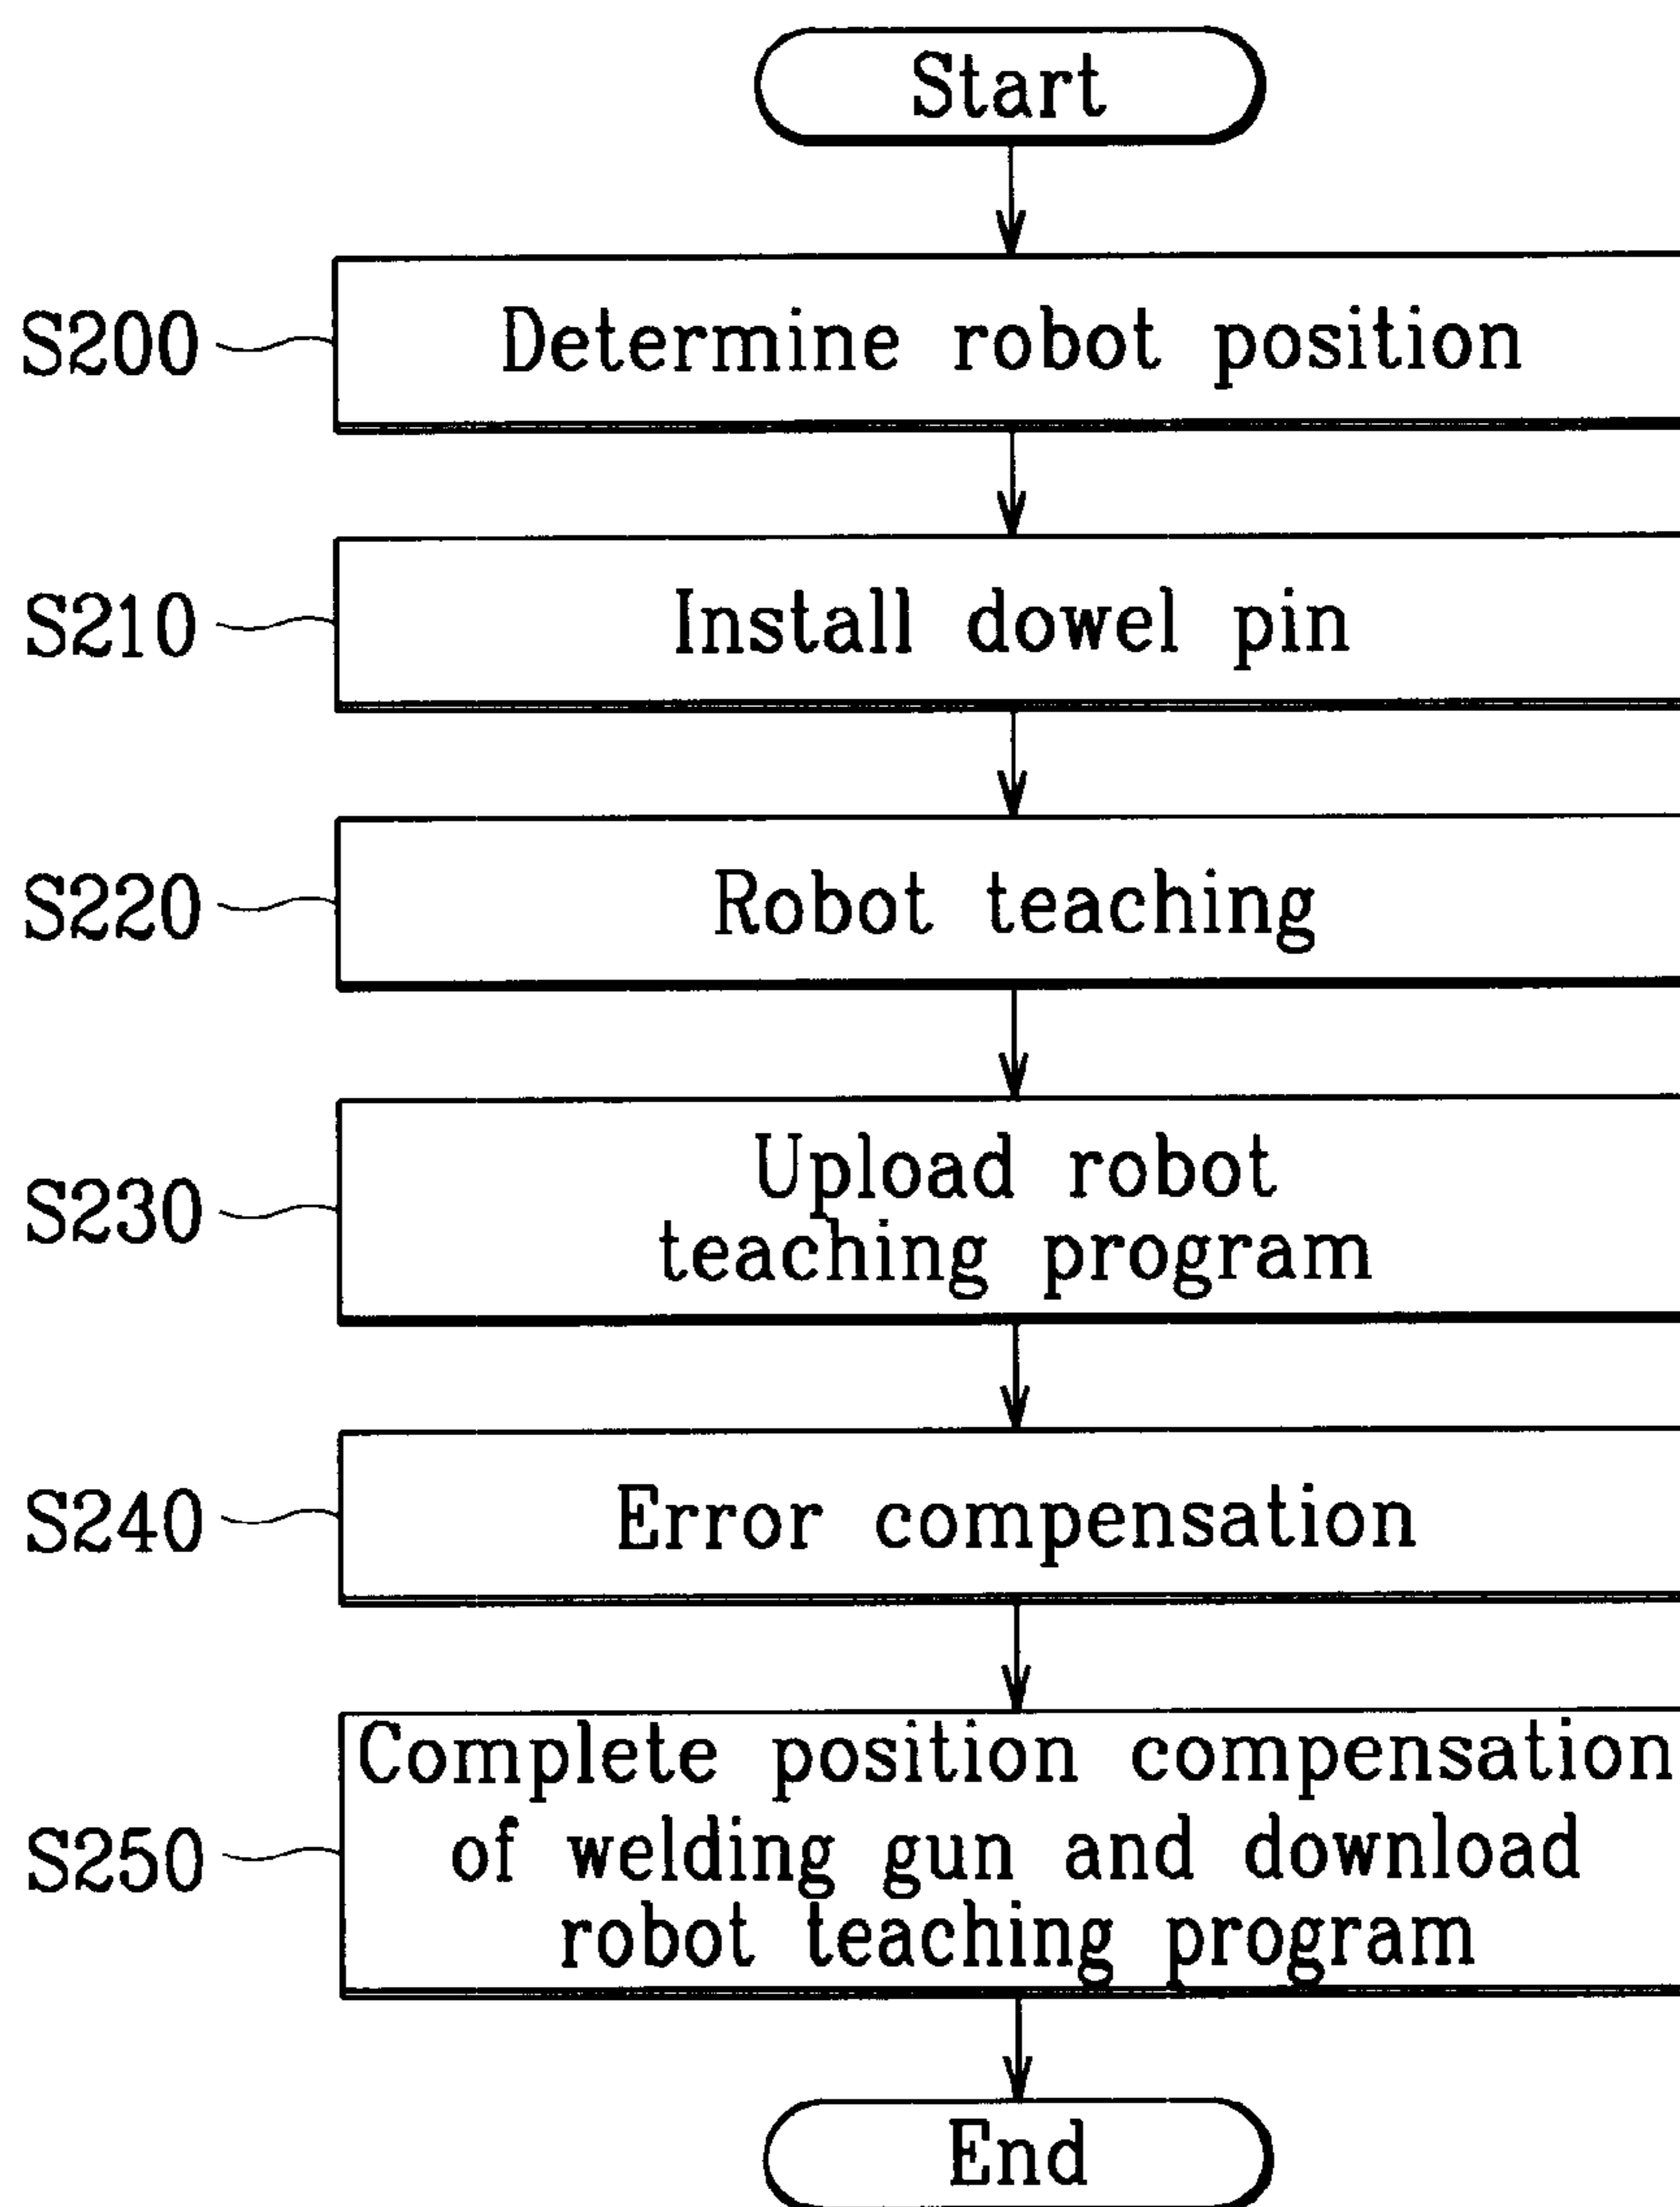 Start
S200
Determine robot position
S210
Install dowel pin
S220
Robot teaching
S230
Upload robot
teaching program
S240
Error compensation
S250
Complete position compensation
of welding gun and download
robot teaching program
End